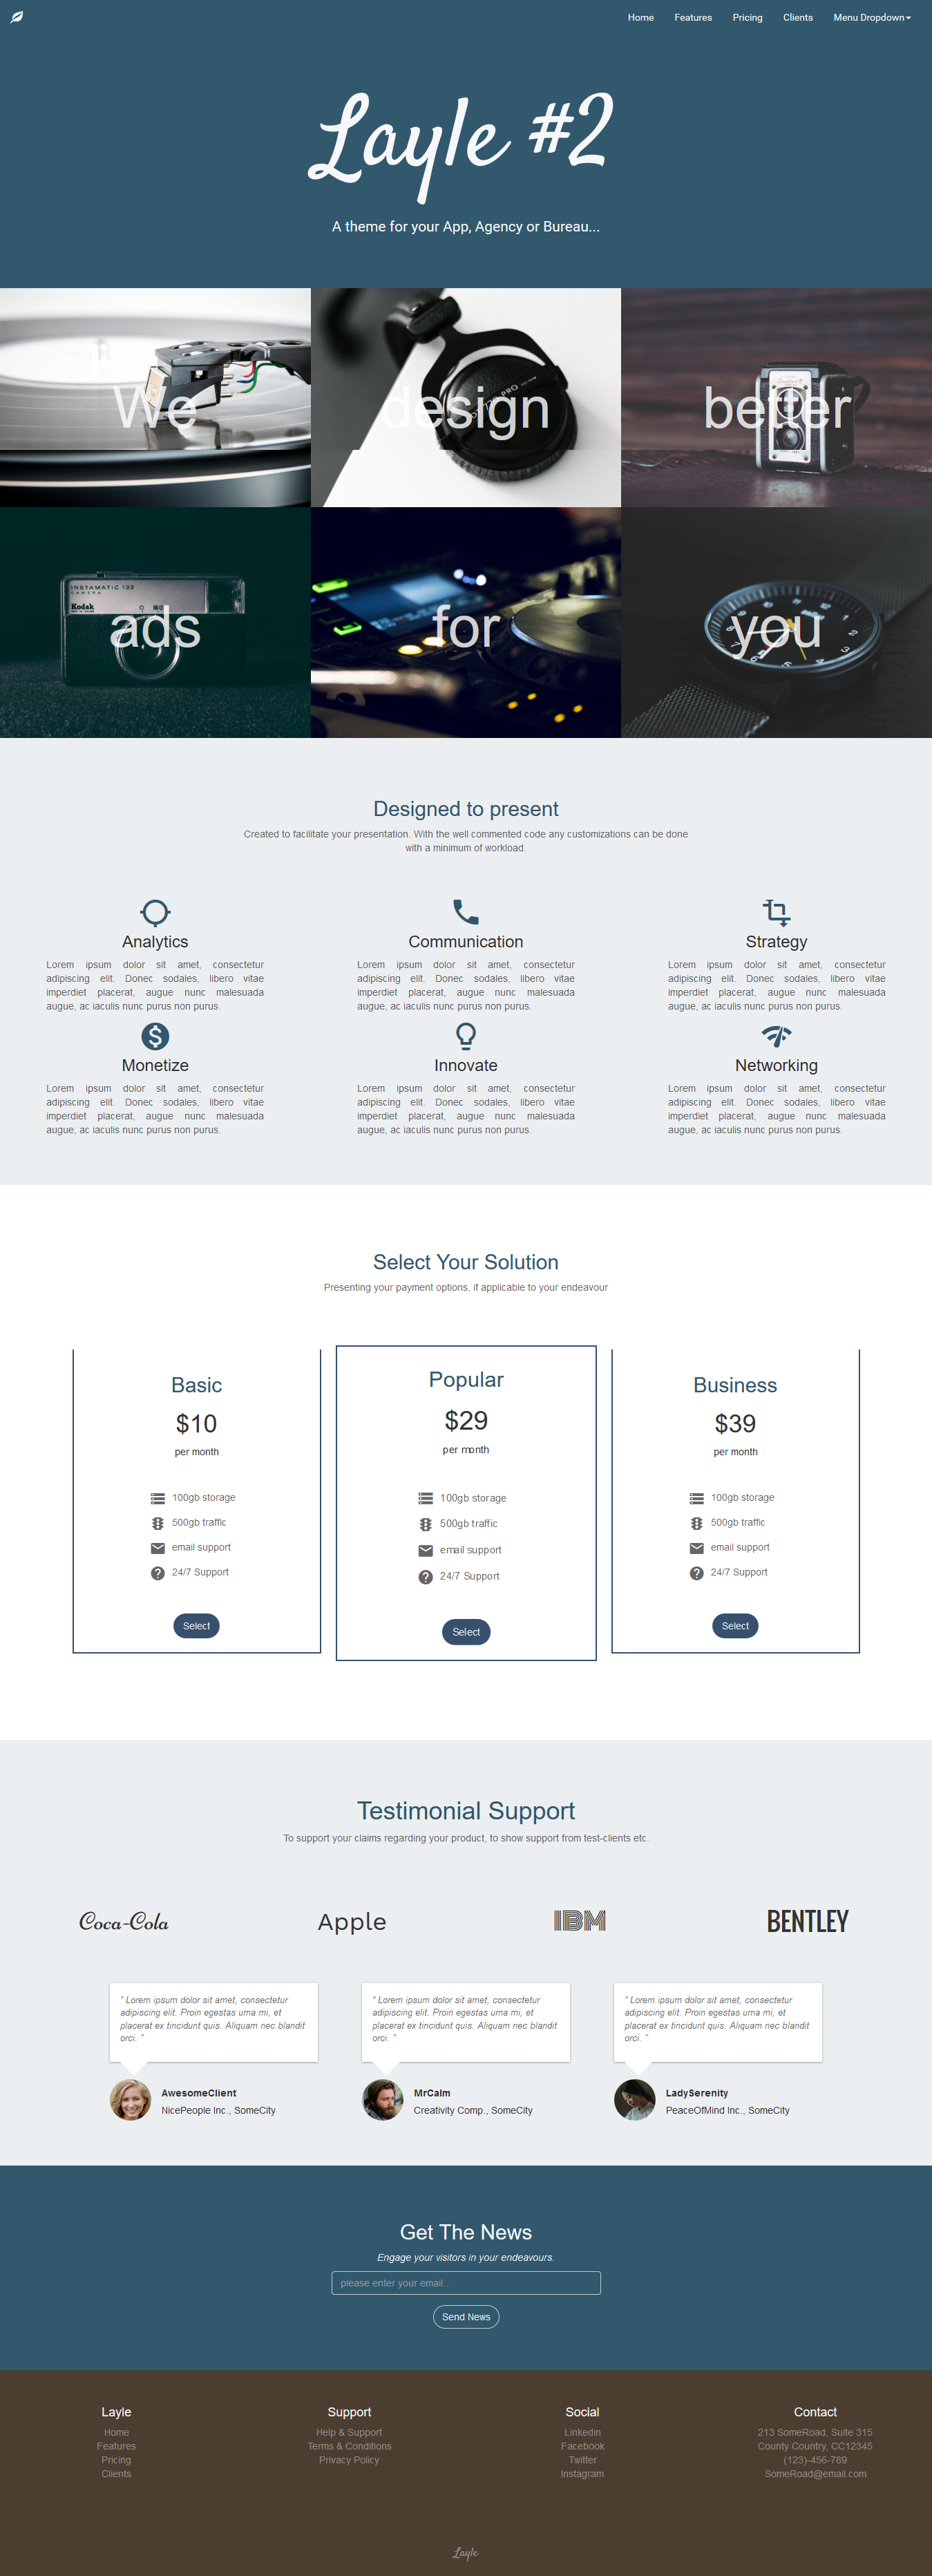 Home Features Pricing Clients Menu Dropdown
Layle #2
A theme for your App, Agency or Bureau...
We design better
PRO
INSTAMATIC 133
CAMERA
Kodak
ads for you
Designed to present
Created to facilitate your presentation. With the well commented code any customizations can be done
with a minimum of workload.
Analytics
Lorem ipsum dolor sit amet, consectetur
adipiscing elit. Donec sodales, libero vitae
imperdiet placerat, augue nunc malesuada
augue, ac iaculis nunc purus non purus.
Communication
Lorem ipsum dolor sit amet, consectetur
adipiscing elit. Donec sodales, libero vitae
imperdiet placerat, augue nunc malesuada
augue, ac iaculis nunc purus non purus.
Strategy
Lorem ipsum dolor sit amet, consectetur
adipiscing elit. Donec sodales, libero vitae
imperdiet placerat, augue nunc malesuada
augue, ac iaculis nunc purus non purus.
Monetize
Lorem ipsum dolor sit amet, consectetur
adipiscing elit. Donec sodales, libero vitae
imperdiet placerat, augue nunc malesuada
augue, ac iaculis nunc purus non purus.
Innovate
Lorem ipsum dolor sit amet, consectetur
adipiscing elit. Donec sodales, libero vitae
imperdiet placerat, augue nunc malesuada
augue, ac iaculis nunc purus non purus.
Networking
Lorem ipsum dolor sit amet, consectetur
adipiscing elit. Donec sodales, libero vitae
imperdiet placerat, augue nunc malesuada
augue, ac iaculis nunc purus non purus.
Select Your Solution
Presenting your payment options, if applicable to your endeavour
Basic
$10
per month
100gb storage
500gb traffic
email support
24/7 Support
Select
Popular
$29
per month
100gb storage
500gb traffic
email support
24/7 Support
Select
Business
$39
per month
100gb storage
500gb traffic
email support
24/7 Support
Select
Testimonial Support
To support your claims regarding your product, to show support from test-clients etc.
Coca-Cola Apple IBM BENTLEY
" Lorem ipsum dolor sit amet, consectetur
adipiscing elit. Proin egestas urna mi, et
placerat ex tincidunt quis. Aliquam nec blandit
orci. "
AwesomeClient
NicePeople Inc., SomeCity
" Lorem ipsum dolor sit amet, consectetur
adipiscing elit. Proin egestas urna mi, et
placerat ex tincidunt quis. Aliquam nec blandit
orci. "
MrCalm
Creativity Comp., SomeCity
" Lorem ipsum dolor sit amet, consectetur
adipiscing elit. Proin egestas urna mi, et
placerat ex tincidunt quis. Aliquam nec blandit
orci. "
LadySerenity
PeaceOfMind Inc., SomeCity
Get The News
Engage your visitors in your endeavours.
please enter your email...
Send News
Layle
Home
Features
Pricing
Clients
Support
Help & Support
Terms & Conditions
Privacy Policy
Social
Linkedin
Facebook
Twitter
Instagram
Contact
213 SomeRoad, Suite 315
County Country, CC12345
(123)-456-789
SomeRoad@email.com
Layle